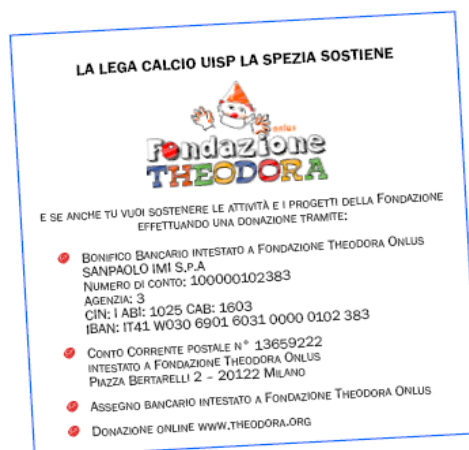 LA LEGA CALCIO UISP LA SPEZIA SOSTIENE
onlus
Fondazione
THEODORA
E SE ANCHE TU VUOI SOSTENERE LE ATTIVITÀ E I PROGETTI DELLA FONDAZIONE
EFFETTUANDO UNA DONAZIONE TRAMITE:
BONIFICO BANCARIO INTESTATO A FONDAZIONE THEODORA ONLUS
SANPAOLO IMI S.P.A
NUMERO DI CONTO: 100000102383
AGENZIA: 3
CIN: I ABI: 1025 CAB: 1603
IBAN: IT41 W030 6901 6031 0000 0102 383
CONTO CORRENTE POSTALE N° 13659222
INTESTATO A FONDAZIONE THEODORA ONLUS
PIAZZA BERTARELLI 2 – 20122 MILANO
ASSEGNO BANCARIO INTESTATO A FONDAZIONE THEODORA ONLUS
DONAZIONE ONLINE WWW.THEODORA.ORG